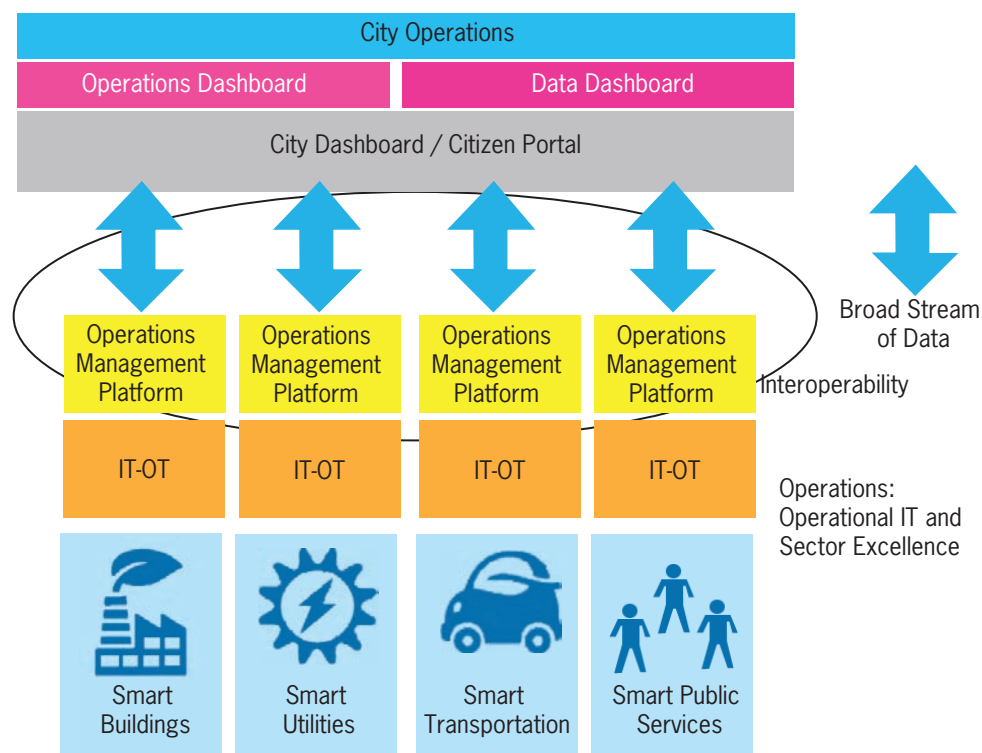 City Operations
Operations Dashboard
Data Dashboard
City Dashboard / Citizen Portal
Broad Stream
of Data
Operations
Management
Platform
Operations
Management
Platform
Operations
Management
Platform
Operations
Management
Platform
Interoperability
IT-OT
IT-OT
IT-OT
IT-OT
Operations:
Operational IT and
Sector Excellence
Smart
Buildings
Smart
Utilities
Smart
Transportation
Smart Public
Services